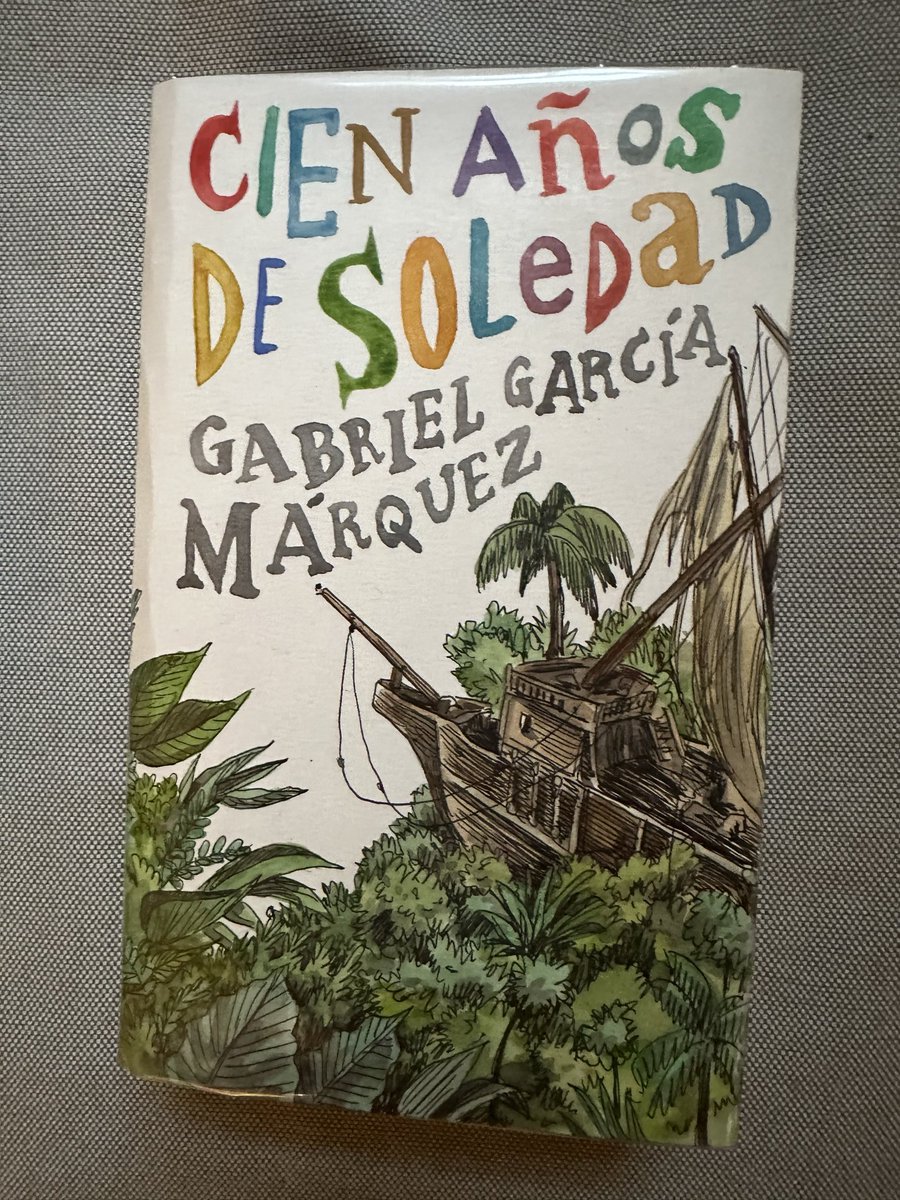 CIEN AÑOS
DE SOLEDAD
GABRIEL GARCÍA
MÁRQUEZ